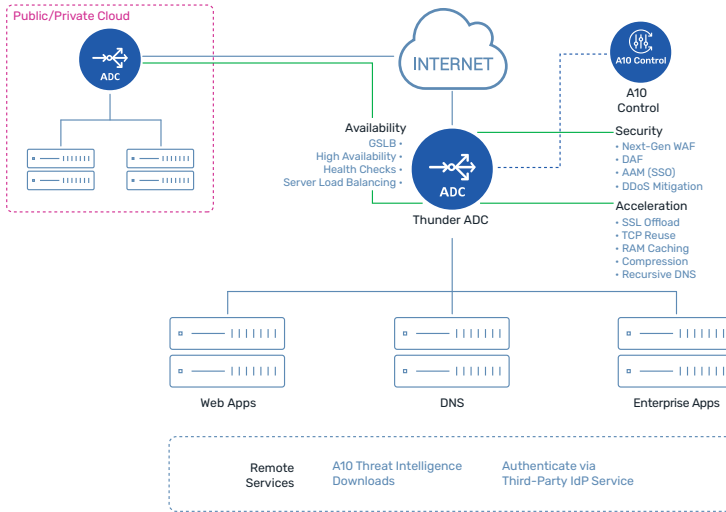 Public/Private Cloud
ADC
INTERNET
A10 Control
A10
Control
Availability
GSLB •
High Availability •
Health Checks •
Server Load Balancing •
ADC
Thunder ADC
Security
• Next-Gen WAF
• DAF
• AAM (SSO)
• DDoS Mitigation
Acceleration
• SSL Offload
• TCP Reuse
• RAM Caching
• Compression
• Recursive DNS
Web Apps
DNS
Enterprise Apps
Remote
Services
A10 Threat Intelligence
Downloads
Authenticate via
Third-Party IdP Service